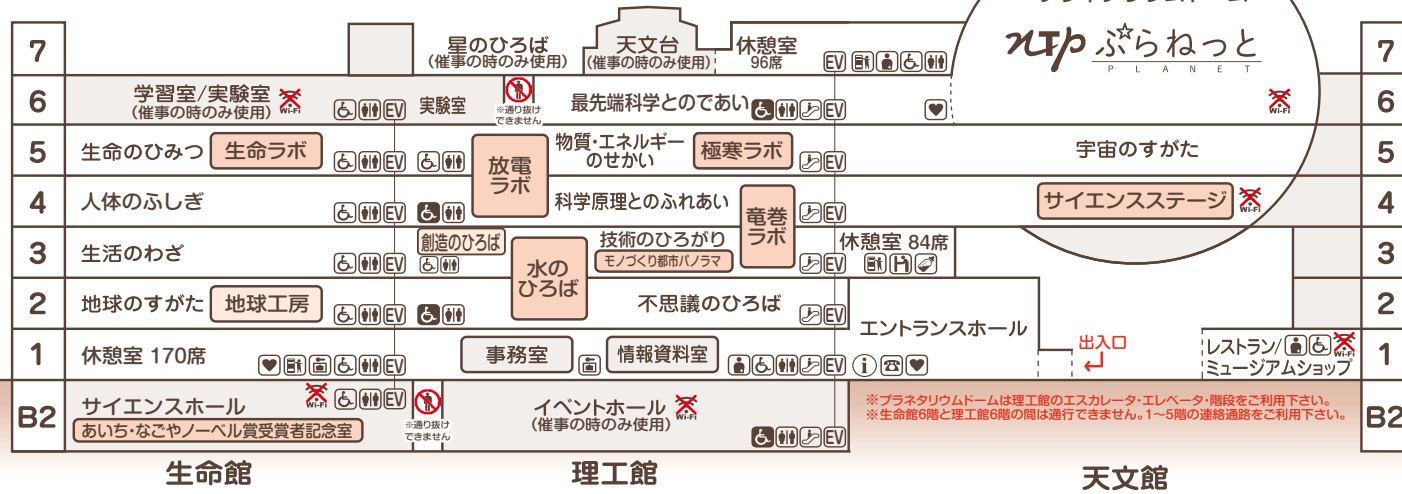 7
星のひろば
(催事の時のみ使用)
天文台
(催事の時のみ使用)
休憩室
96席
EV
NTP ぷらねっと
PLANET
7
6
学習室/実験室
(催事の時のみ使用)
Wi-Fi
EV
実験室
※通り抜け
できません
最先端科学とのであい
EV
Wi-Fi
6
5
生命のひみつ
生命ラボ
EV
放電
ラボ
物質・エネルギー
のせかい
極寒ラボ
EV
宇宙のすがた
5
4
人体のふしぎ
EV
科学原理とのふれあい
竜巻
ラボ
EV
サイエンスステージ
Wi-Fi
4
3
生活のわざ
EV
創造のひろば
水の
ひろば
技術のひろがり
モノづくり都市パノラマ
EV
休憩室 84席
3
2
地球のすがた
地球工房
EV
不思議のひろば
EV
2
エントランスホール
1
休憩室 170席
EV
事務室
情報資料室
EV
i
出入口
レストラン/
ミュージアムショップ
Wi-Fi
1
B2
サイエンスホール
Wi-Fi
EV
あいち・なごやノーベル賞受賞者記念室
※通り抜け
できません
イベントホール
(催事の時のみ使用)
Wi-Fi
EV
※プラネタリウムドームは理工館のエスカレータ・エレベータ・階段をご利用下さい。
※生命館6階と理工館6階の間は通行できません。1~5階の連絡通路をご利用下さい。
B2
生命館
理工館
天文館